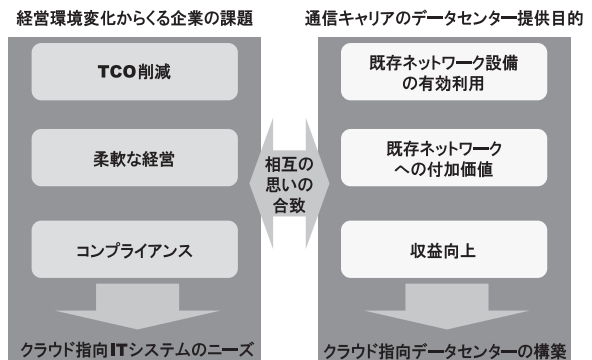 経営環境変化からくる企業の課題
TCO削減
柔軟な経営
コンプライアンス
クラウド指向ITシステムのニーズ
相互の
思いの
合致
通信キャリアのデータセンター提供目的
既存ネットワーク設備
の有効利用
既存ネットワーク
への付加価値
収益向上
クラウド指向データセンターの構築